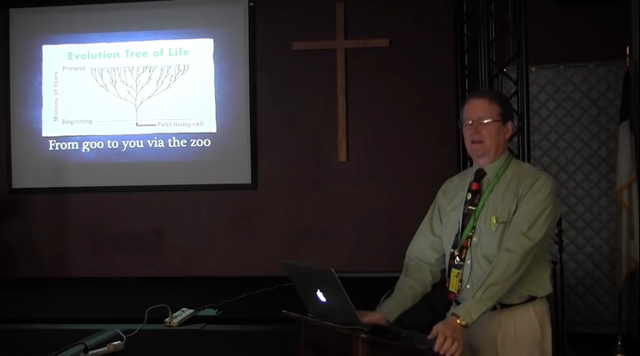 Evolution Tree of Life
Present
Millions of Years
Beginning
First living cell
From goo to you via the zoo